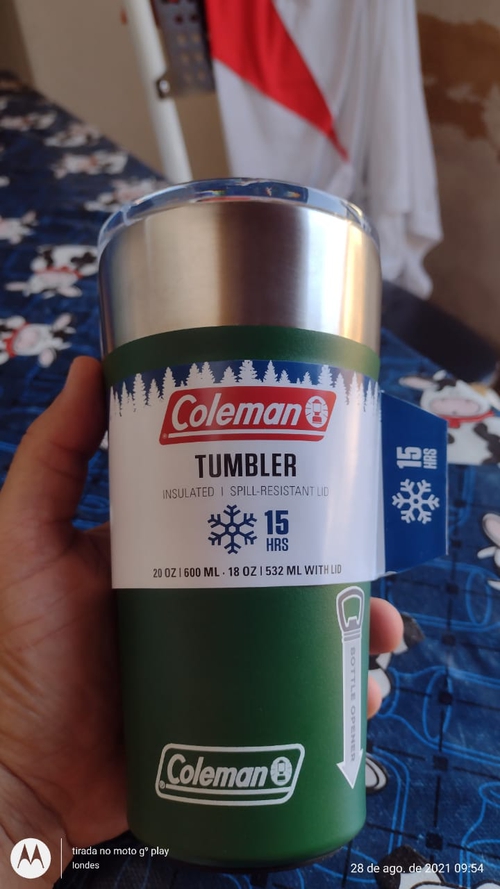 Coleman
TUMBLER
INSULATED | SPILL-RESISTANT LID
15
HRS
20 OZ | 600 ML · 18 OZ | 532 ML WITH LID
15
HRS
BOTTLE OPENER
Coleman
tirada no moto g⁹ play
londes
28 de ago. de 2021 09:54